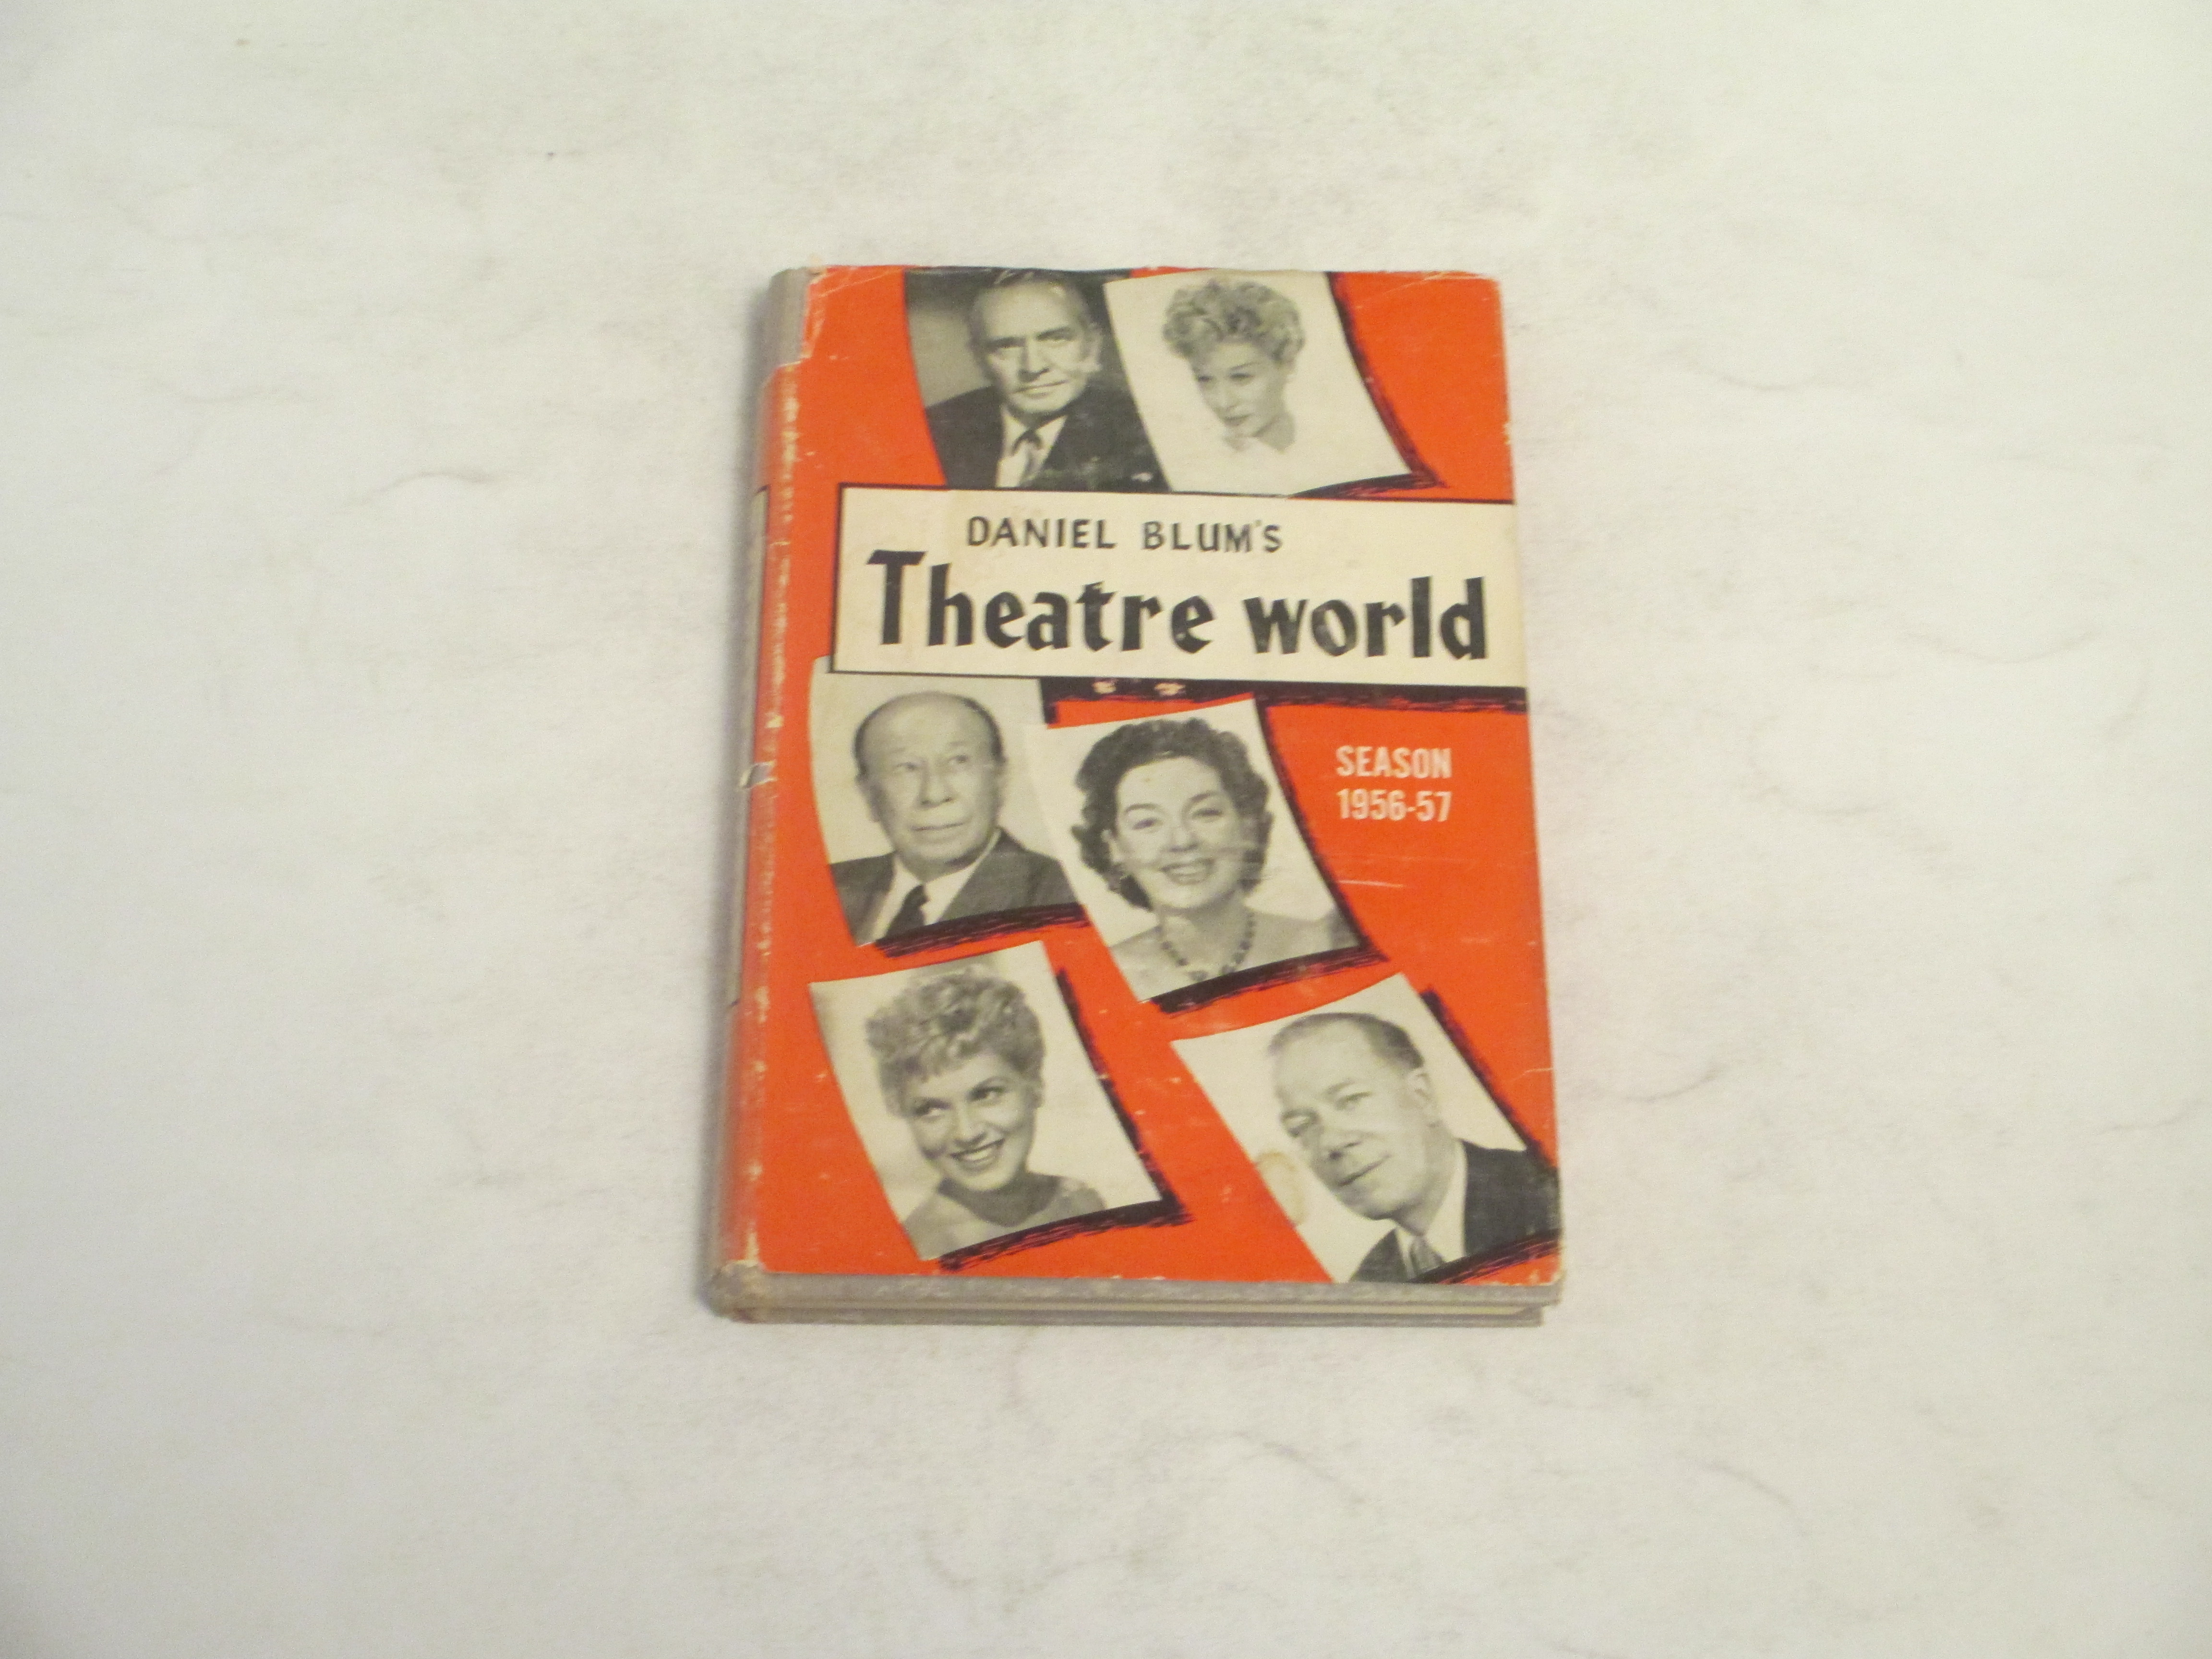 DANIEL BLUM'S
Theatre world
SEASON
1956-57